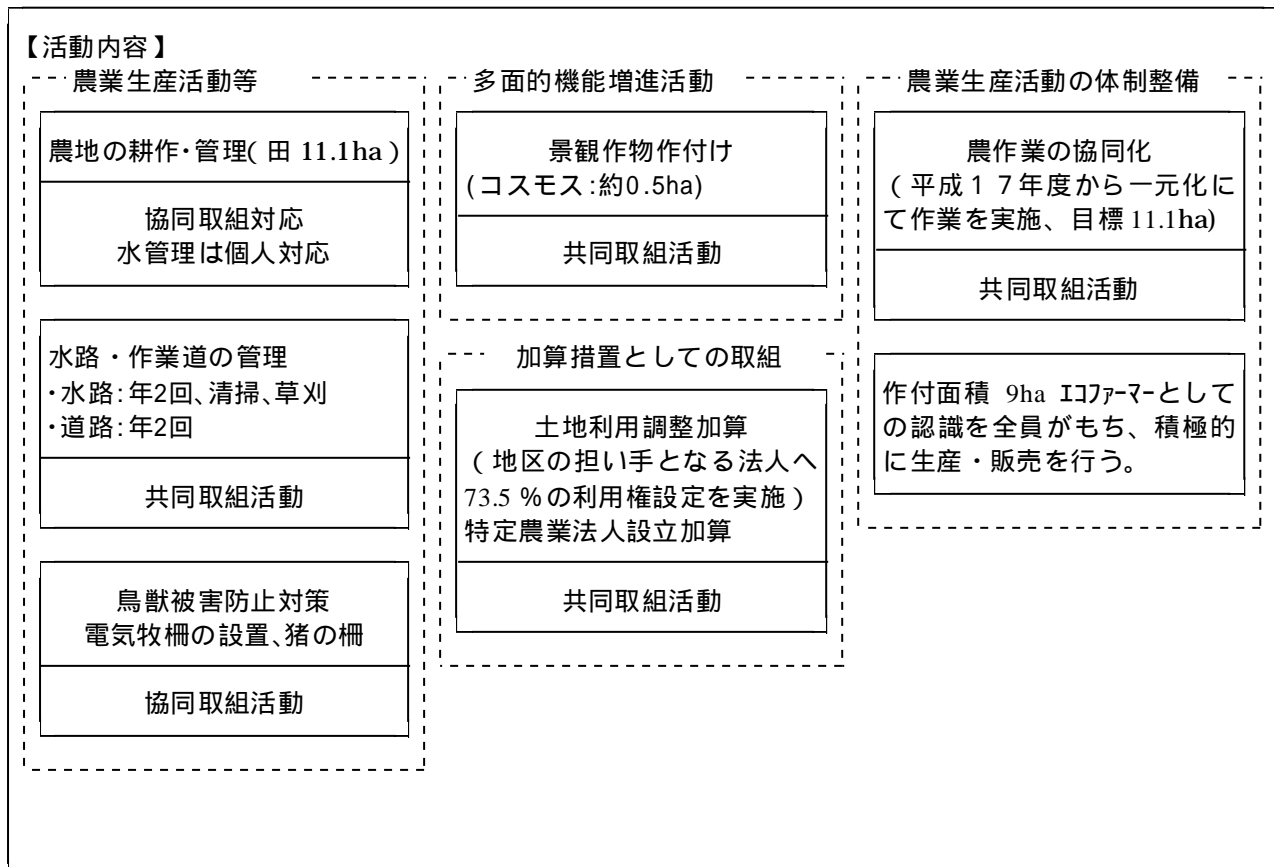 【活動内容】
農業生産活動等
農地の耕作・管理(田 11.1ha)
協同取組対応
水管理は個人対応
水路・作業道の管理
・水路:年2回、清掃、草刈
・道路:年2回
共同取組活動
鳥獣被害防止対策
電気牧柵の設置、猪の柵
協同取組活動
多面的機能増進活動
景観作物作付け
(コスモス:約0.5ha)
共同取組活動
加算措置としての取組
土地利用調整加算
(地区の担い手となる法人へ
73.5%の利用権設定を実施)
特定農業法人設立加算
共同取組活動
農業生産活動の体制整備
農作業の協同化
(平成17年度から一元化に
て作業を実施、目標11.1ha)
共同取組活動
作付面積 9ha エコファーマーとして
の認識を全員がもち、積極的
に生産・販売を行う。